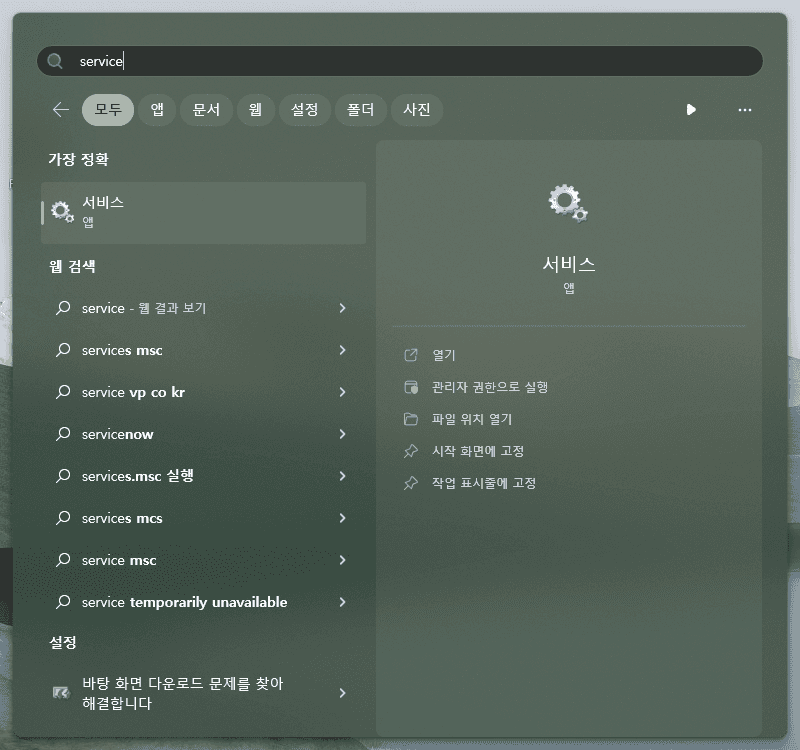 service
모두 앱 문서 웹 설정 폴더 사진
가장 정확
서비스
앱
웹 검색
service - 웹 결과 보기
services msc
service vp co kr
servicenow
services.msc 실행
services mcs
service msc
service temporarily unavailable
설정
바탕 화면 다운로드 문제를 찾아
해결합니다
서비스
앱
열기
관리자 권한으로 실행
파일 위치 열기
시작 화면에 고정
작업 표시줄에 고정